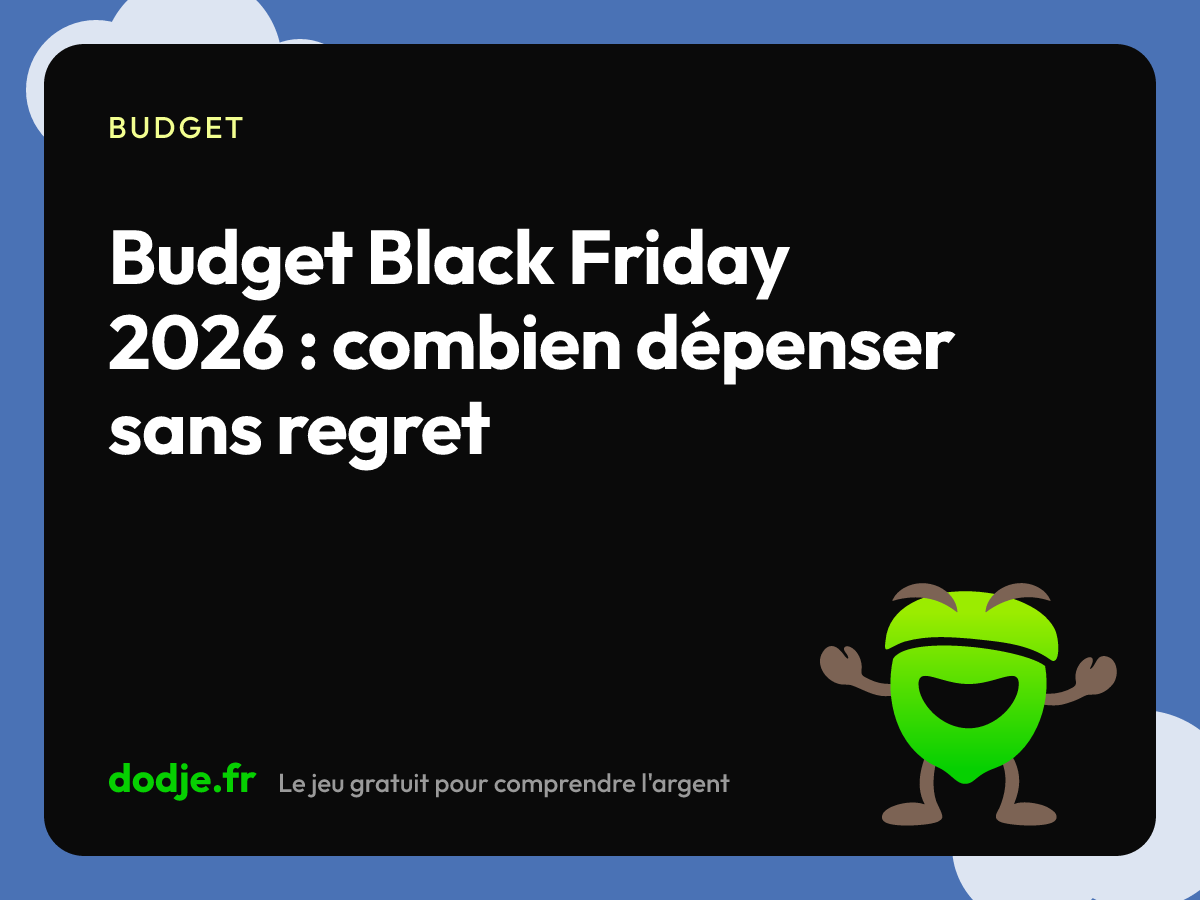 BUDGET
Budget Black Friday
2026 : combien dépenser
sans regret
dodje.fr Le jeu gratuit pour comprendre l'argent